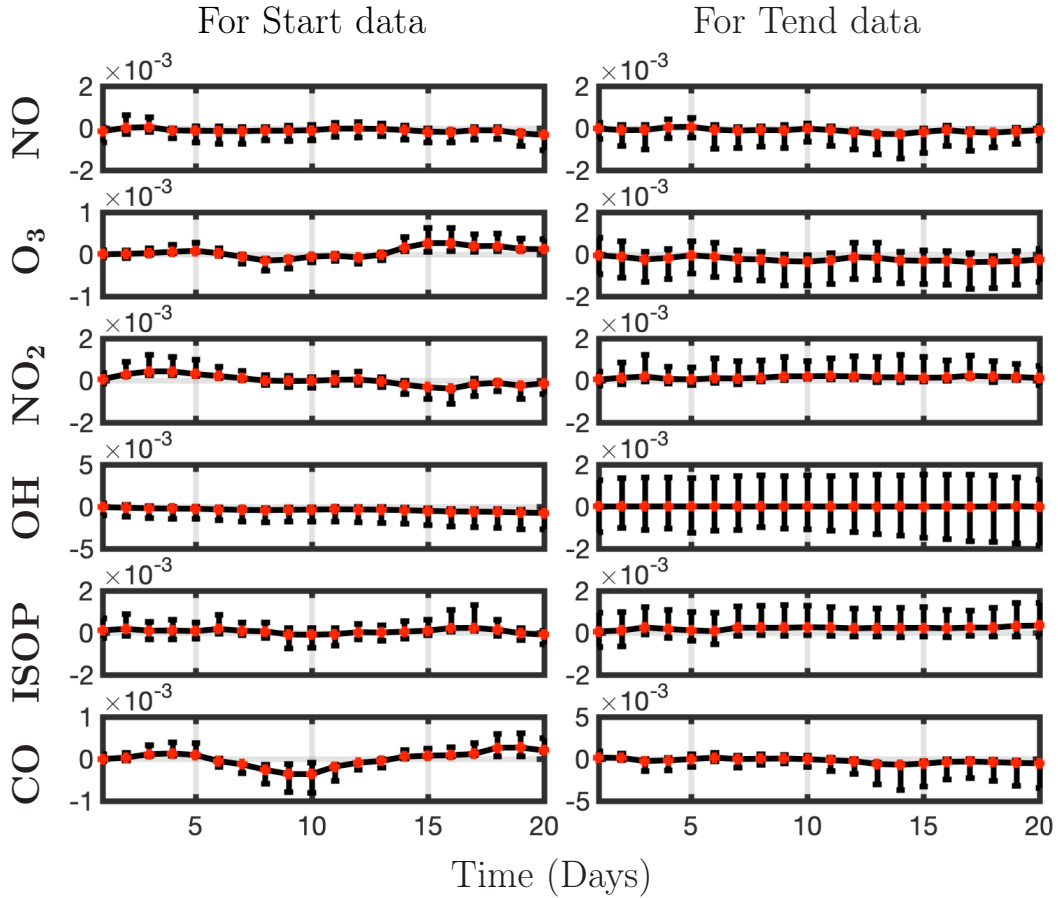 For Start data For Tend data
×10⁻³ ×10⁻³
NO 2 0 -2 2 0 -2
×10⁻³ ×10⁻³
O₃ 1 0 -1 2 0 -2
×10⁻³ ×10⁻³
NO₂ 2 0 -2 2 0 -2
×10⁻³ ×10⁻³
OH 5 0 -5 2 0 -2
×10⁻³ ×10⁻³
ISOP 2 0 -2 2 0 -2
×10⁻³ ×10⁻³
CO 1 0 -1 5 0 -5
5 10 15 20 5 10 15 20
Time (Days)